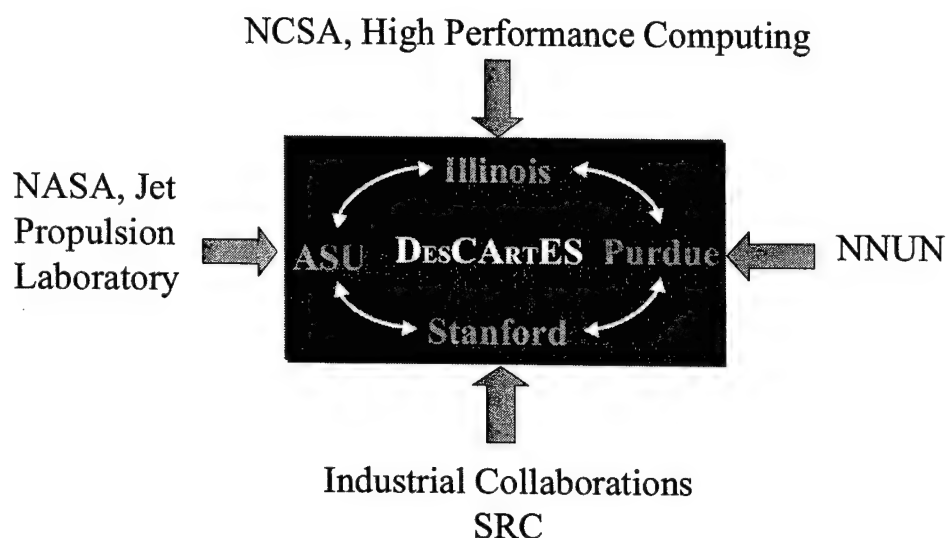 NCSA, High Performance Computing
Illinois
NASA, Jet
Propulsion
Laboratory
ASU
DESCARTES
Purdue
NNUN
Stanford
Industrial Collaborations
SRC